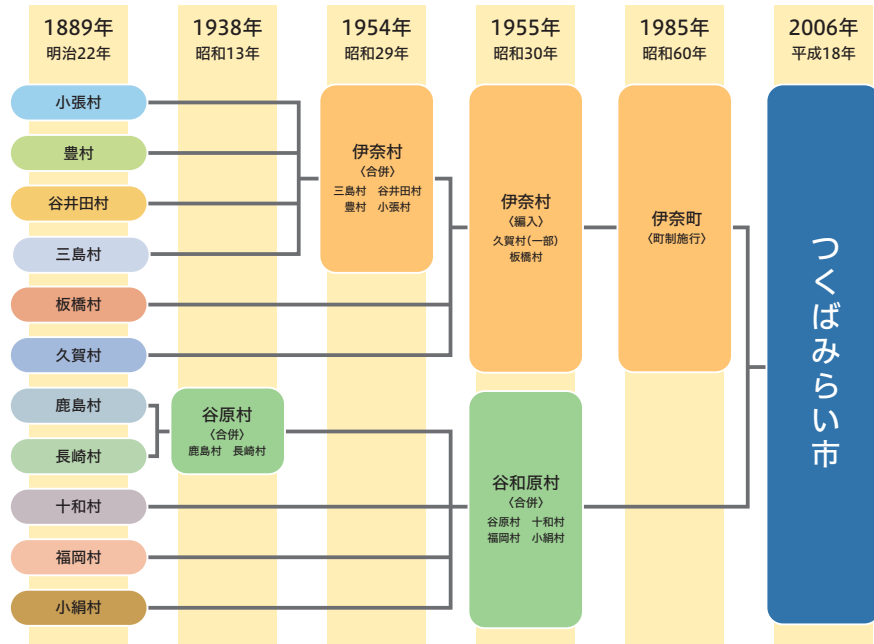 1889年
明治22年
1938年
昭和13年
1954年
昭和29年
1955年
昭和30年
1985年
昭和60年
2006年
平成18年
小張村
豊村
谷井田村
三島村
板橋村
久賀村
鹿島村
長崎村
十和村
福岡村
小絹村
谷原村
〈合併〉
鹿島村　長崎村
伊奈村
〈合併〉
三島村　谷井田村
豊村　小張村
伊奈村
〈編入〉
久賀村(一部)
板橋村
谷和原村
〈合併〉
谷原村　十和村
福岡村　小絹村
伊奈町
〈町制施行〉
つくばみらい市